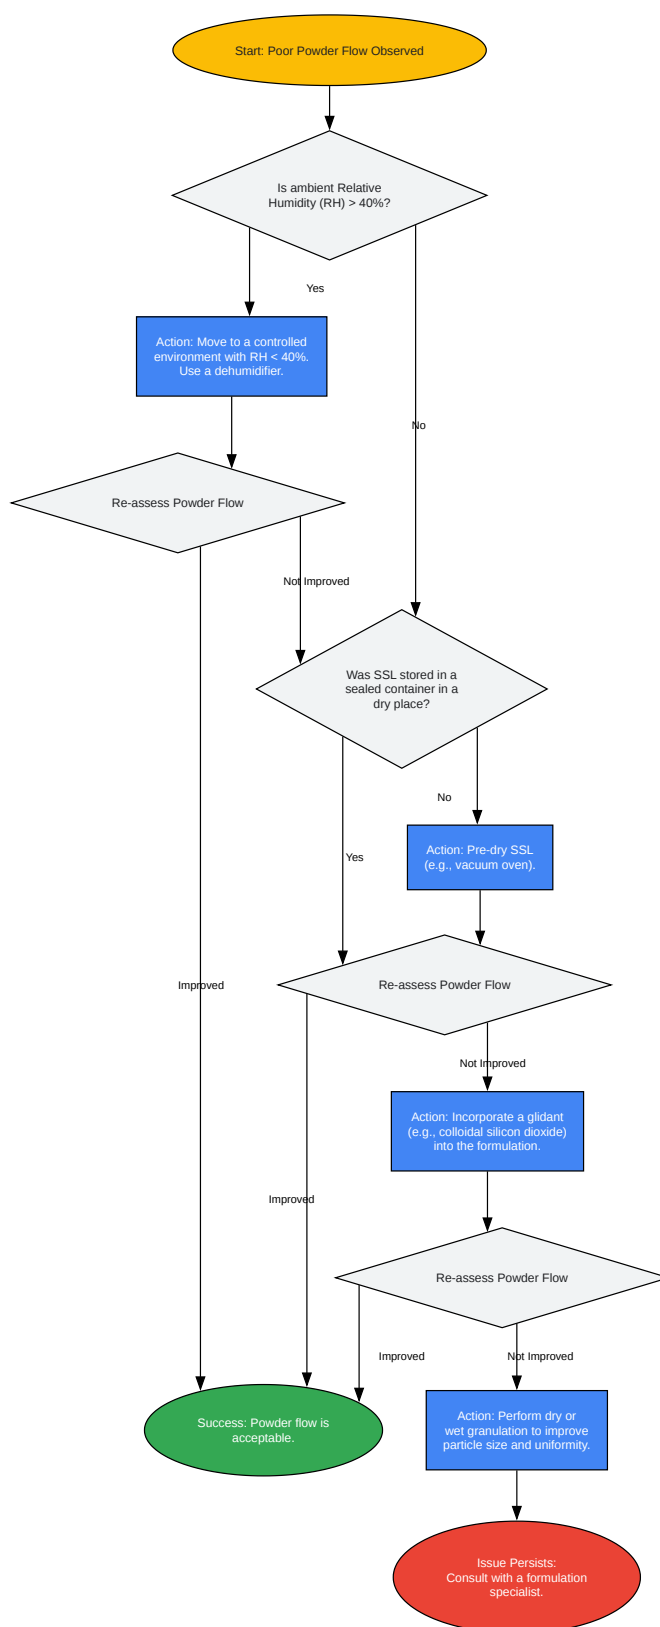 Start: Poor Powder Flow Observed
Is ambient Relative
Humidity (RH) > 40%?
Yes
Action: Move to a controlled
environment with RH < 40%.
Use a dehumidifier.
No
Re-assess Powder Flow
Not Improved
Was SSL stored in a
sealed container in a
dry place?
No
Action: Pre-dry SSL
(e.g., vacuum oven).
Yes
Improved
Re-assess Powder Flow
Not Improved
Action: Incorporate a glidant
(e.g., colloidal silicon dioxide)
into the formulation.
Improved
Re-assess Powder Flow
Improved
Not Improved
Success: Powder flow is
acceptable.
Action: Perform dry or
wet granulation to improve
particle size and uniformity.
Issue Persists:
Consult with a formulation
specialist.